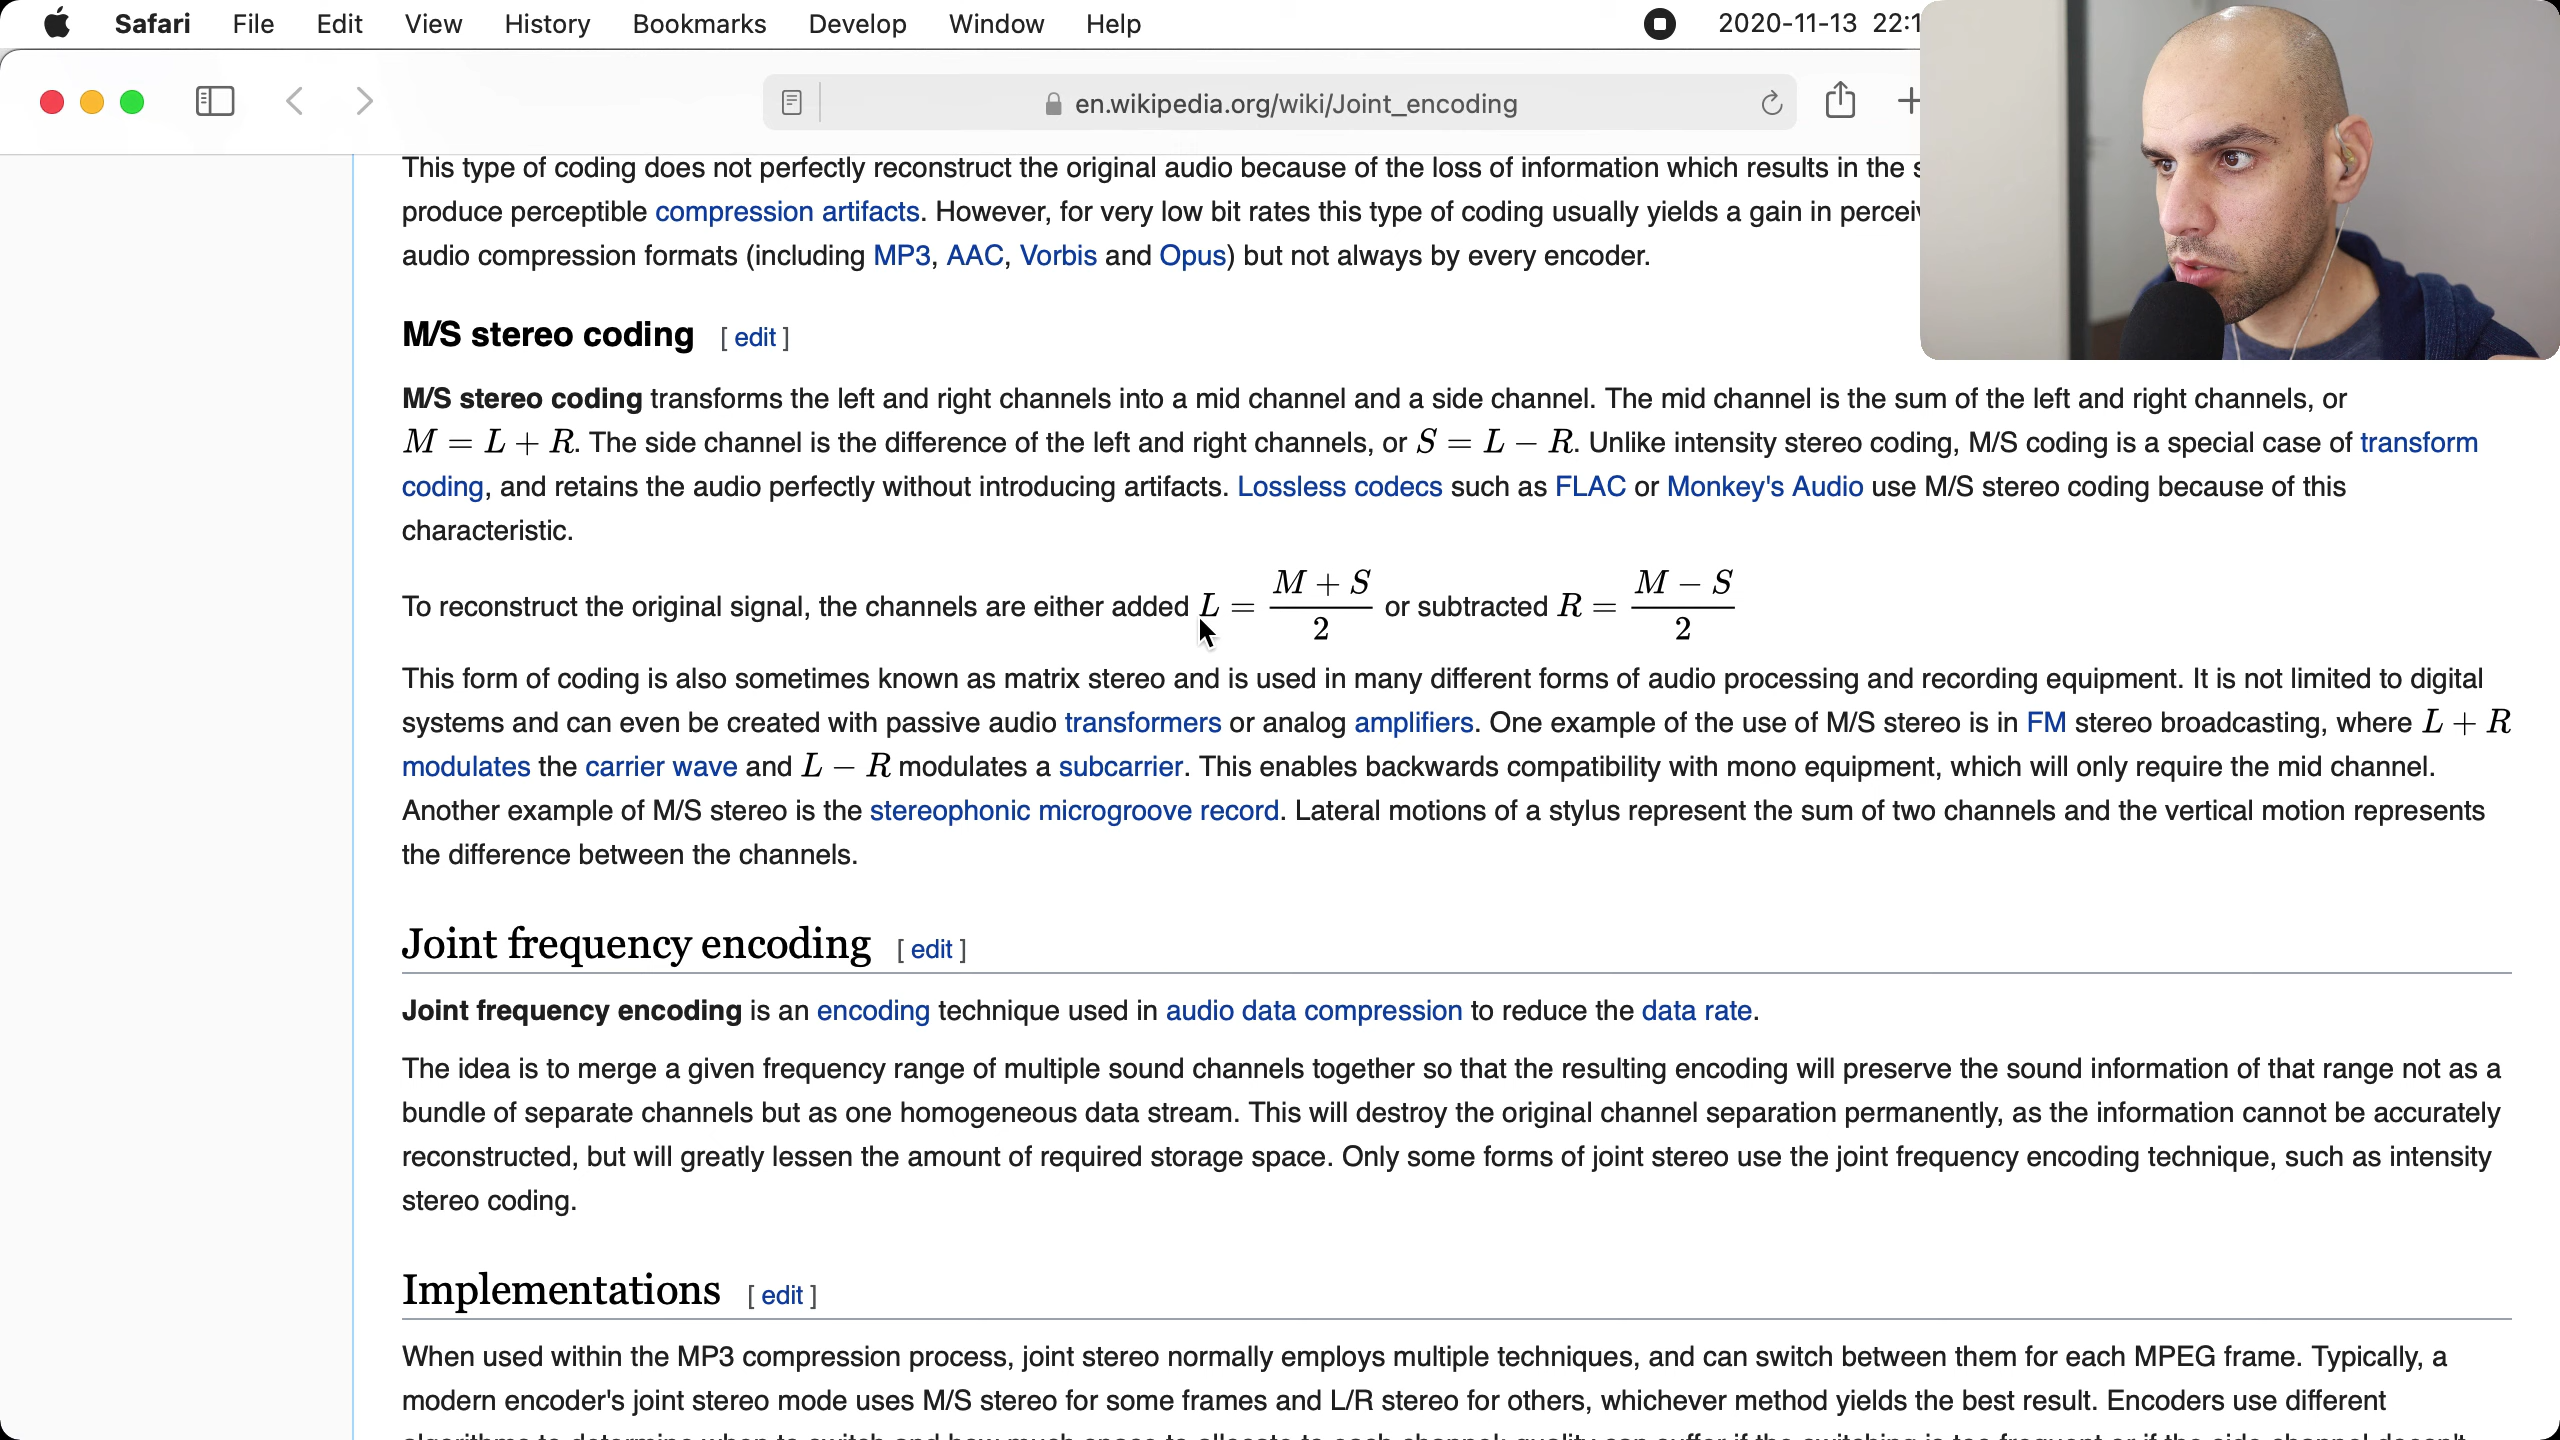 Safari File Edit View History Bookmarks Develop Window Help 2020-11-13 22:1
en.wikipedia.org/wiki/Joint_encoding
This type of coding does not perfectly reconstruct the original audio because of the loss of information which results in the
produce perceptible compression artifacts. However, for very low bit rates this type of coding usually yields a gain in
audio compression formats (including MP3, AAC, Vorbis and Opus) but not always by every encoder.
M/S stereo coding [ edit ]
M/S stereo coding transforms the left and right channels into a mid channel and a side channel. The mid channel is the sum of the left and right channels, or
M = L + R. The side channel is the difference of the left and right channels, or S = L − R. Unlike intensity stereo coding, M/S coding is a special case of transform
coding, and retains the audio perfectly without introducing artifacts. Lossless codecs such as FLAC or Monkey's Audio use M/S stereo coding because of this
characteristic.
To reconstruct the original signal, the channels are either added L = (M + S)/2 or subtracted R = (M − S)/2
This form of coding is also sometimes known as matrix stereo and is used in many different forms of audio processing and recording equipment. It is not limited to digital
systems and can even be created with passive audio transformers or analog amplifiers. One example of the use of M/S stereo is in FM stereo broadcasting, where L + R
modulates the carrier wave and L − R modulates a subcarrier. This enables backwards compatibility with mono equipment, which will only require the mid channel.
Another example of M/S stereo is the stereophonic microgroove record. Lateral motions of a stylus represent the sum of two channels and the vertical motion represents
the difference between the channels.
Joint frequency encoding [ edit ]
Joint frequency encoding is an encoding technique used in audio data compression to reduce the data rate.
The idea is to merge a given frequency range of multiple sound channels together so that the resulting encoding will preserve the sound information of that range not as a
bundle of separate channels but as one homogeneous data stream. This will destroy the original channel separation permanently, as the information cannot be accurately
reconstructed, but will greatly lessen the amount of required storage space. Only some forms of joint stereo use the joint frequency encoding technique, such as intensity
stereo coding.
Implementations [ edit ]
When used within the MP3 compression process, joint stereo normally employs multiple techniques, and can switch between them for each MPEG frame. Typically, a
modern encoder's joint stereo mode uses M/S stereo for some frames and L/R stereo for others, whichever method yields the best result. Encoders use different